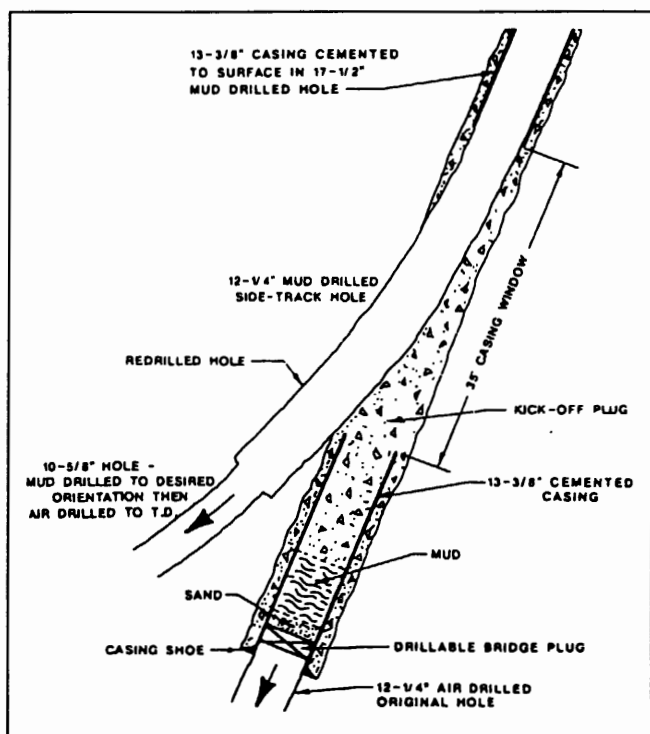 13-3/8" CASING CEMENTED
TO SURFACE IN 17-1/2"
MUD DRILLED HOLE
12-1/4" MUD DRILLED
SIDE-TRACK HOLE
35' CASING WINDOW
REDRILLED HOLE
KICK-OFF PLUG
10-5/8" HOLE -
MUD DRILLED TO DESIRED
ORIENTATION THEN
AIR DRILLED TO T.D.
13-3/8" CEMENTED
CASING
MUD
SAND
CASING SHOE
DRILLABLE BRIDGE PLUG
12-1/4" AIR DRILLED
ORIGINAL HOLE